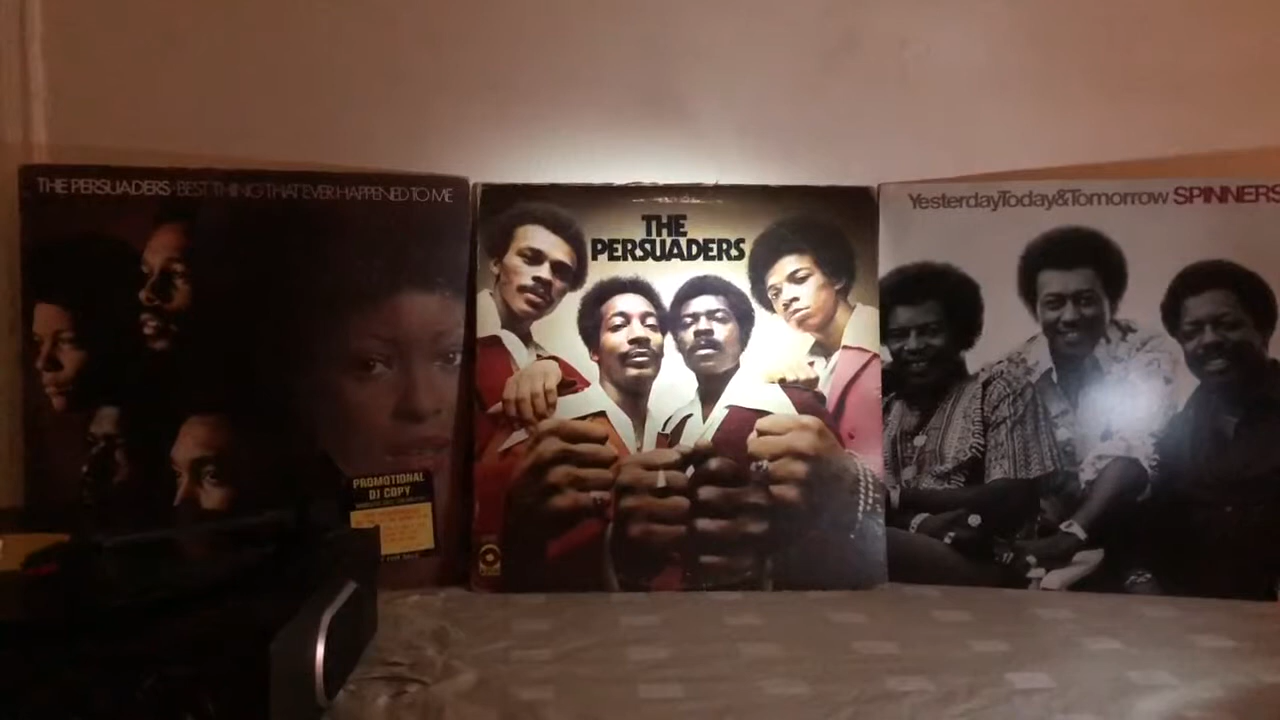 THE PERSUADERS · BEST THING THAT EVER HAPPENED TO ME
PROMOTIONAL
DJ COPY
THE
PERSUADERS
YesterdayToday&Tomorrow SPINNERS